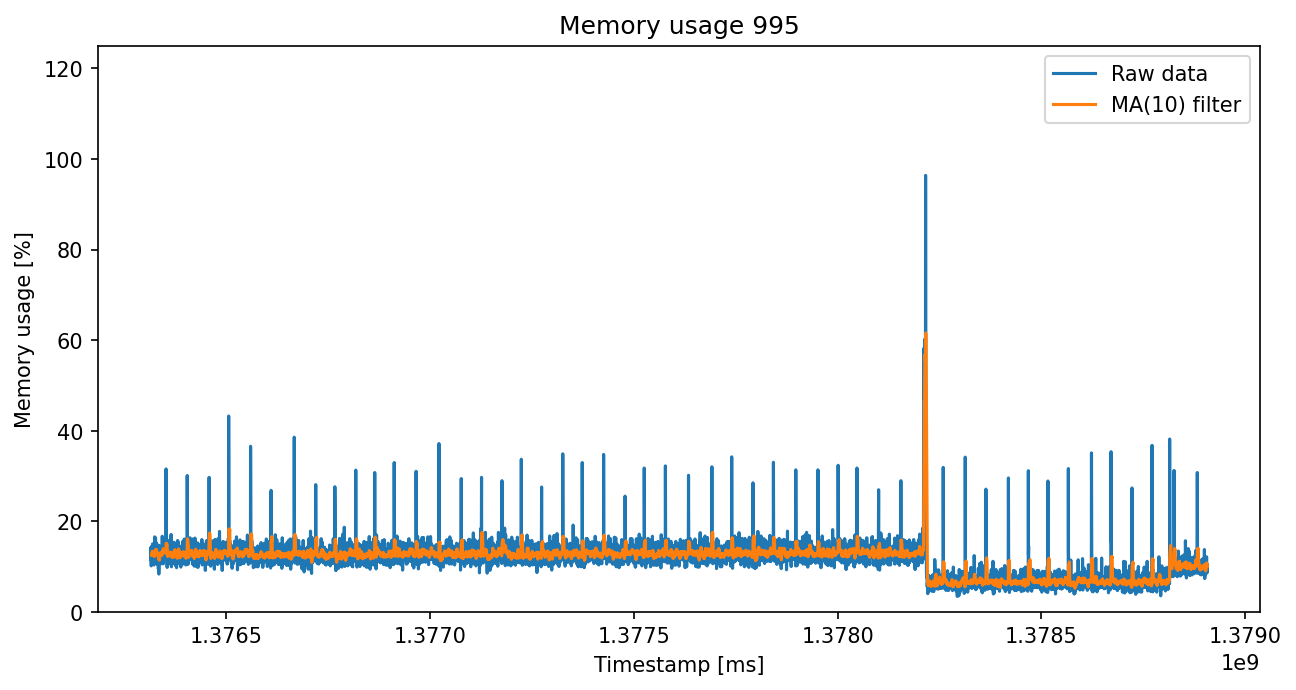 Memory usage 995
Raw data
MA(10) filter
Memory usage [%]
120
100
80
60
40
20
0
1.3765 1.3770 1.3775 1.3780 1.3785 1.3790
1e9
Timestamp [ms]